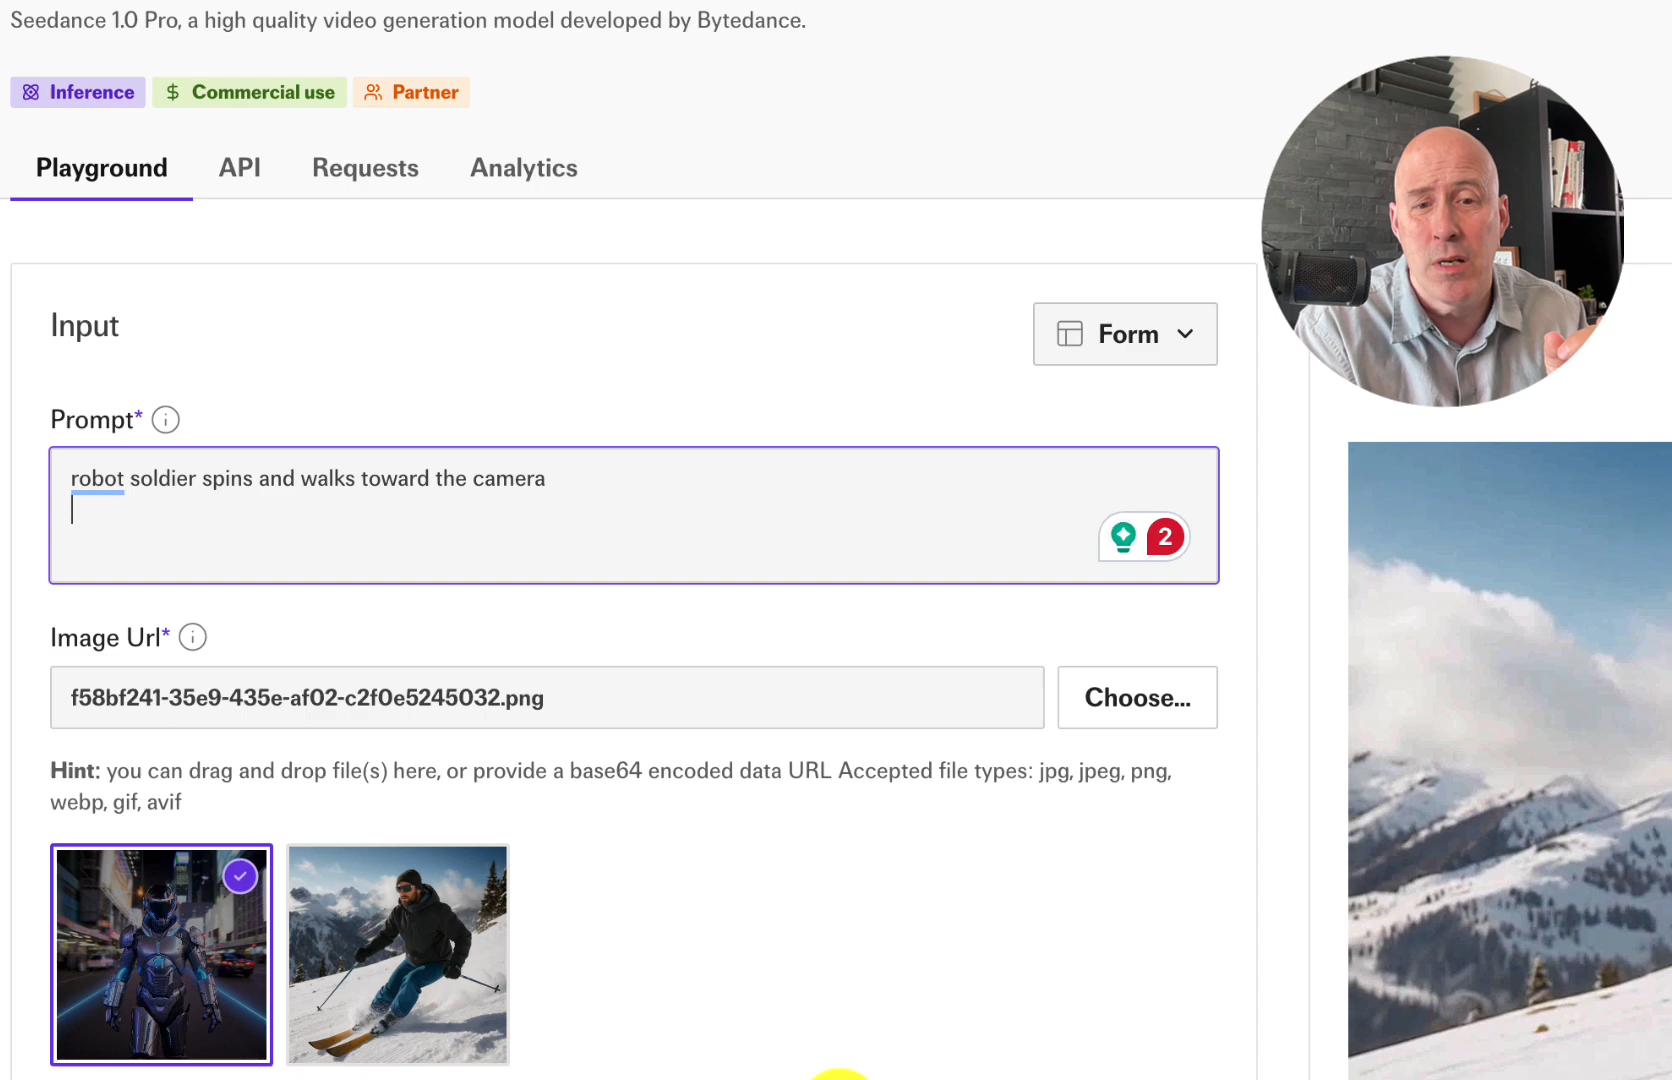 Seedance 1.0 Pro, a high quality video generation model developed by Bytedance.
Inference
Commercial use
Partner
Playground
API
Requests
Analytics
Input
Form
Prompt*
robot soldier spins and walks toward the camera
2
Image Url*
f58bf241-35e9-435e-af02-c2f0e5245032.png
Choose...
Hint: you can drag and drop file(s) here, or provide a base64 encoded data URL Accepted file types: jpg, jpeg, png,
webp, gif, avif